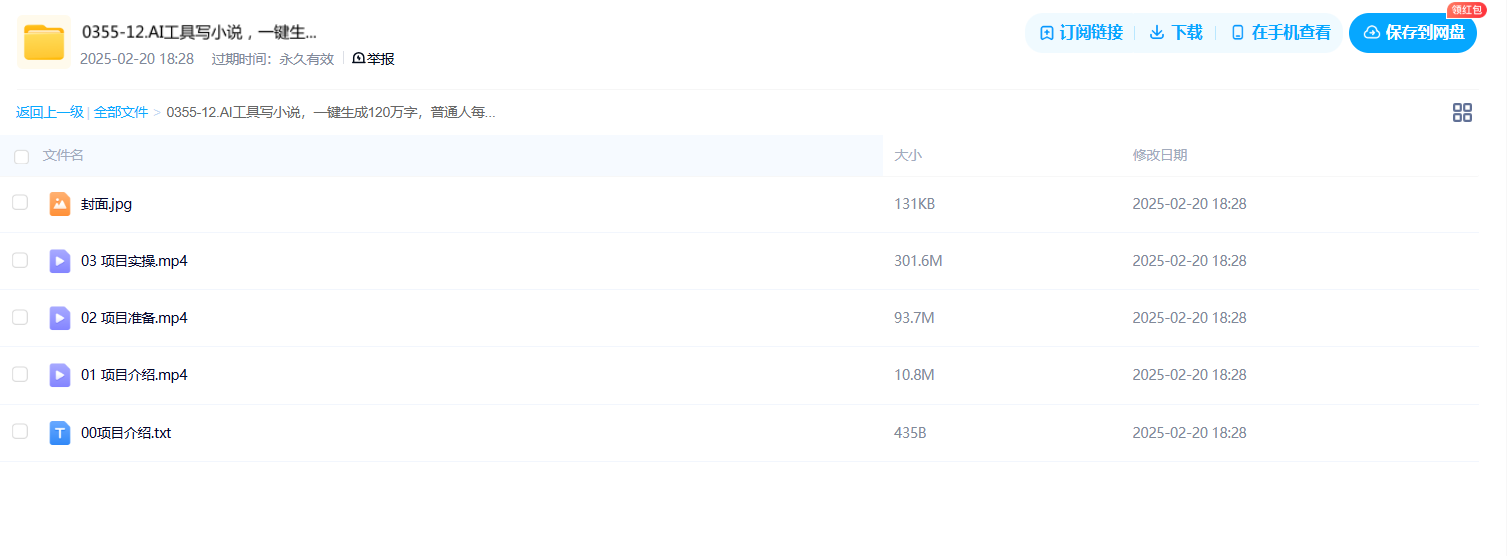 0355-12.AI工具写小说，一键生...
2025-02-20 18:28 过期时间：永久有效 举报
订阅链接 下载 在手机查看 保存到网盘 领红包
返回上一级 | 全部文件 > 0355-12.AI工具写小说，一键生成120万字，普通人每...
文件名 大小 修改日期
封面.jpg 131KB 2025-02-20 18:28
03 项目实操.mp4 301.6M 2025-02-20 18:28
02 项目准备.mp4 93.7M 2025-02-20 18:28
01 项目介绍.mp4 10.8M 2025-02-20 18:28
00项目介绍.txt 435B 2025-02-20 18:28